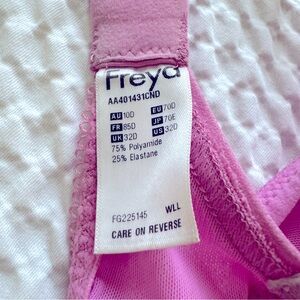 Freya
AA401431CND
AU 10D EU 70D
FR 85D JP 70E
UK 32D US 32D
75% Polyamide
25% Elastane
FG225145 WLL
CARE ON REVERSE